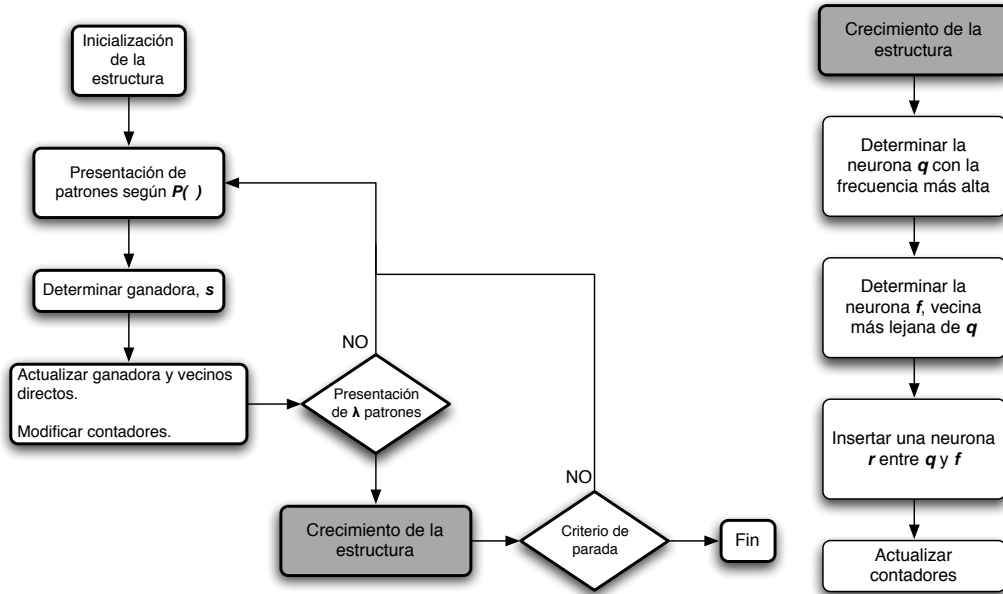 Inicialización
de la
estructura
Presentación de
patrones según P( )
Determinar ganadora, s
Actualizar ganadora y vecinos
directos.
Modificar contadores.
NO
Presentación
de λ patrones
Crecimiento de la
estructura
NO
Criterio de
parada
Fin
Crecimiento de la
estructura
Determinar la
neurona q con la
frecuencia más alta
Determinar la
neurona f, vecina
más lejana de q
Insertar una neurona
r entre q y f
Actualizar
contadores